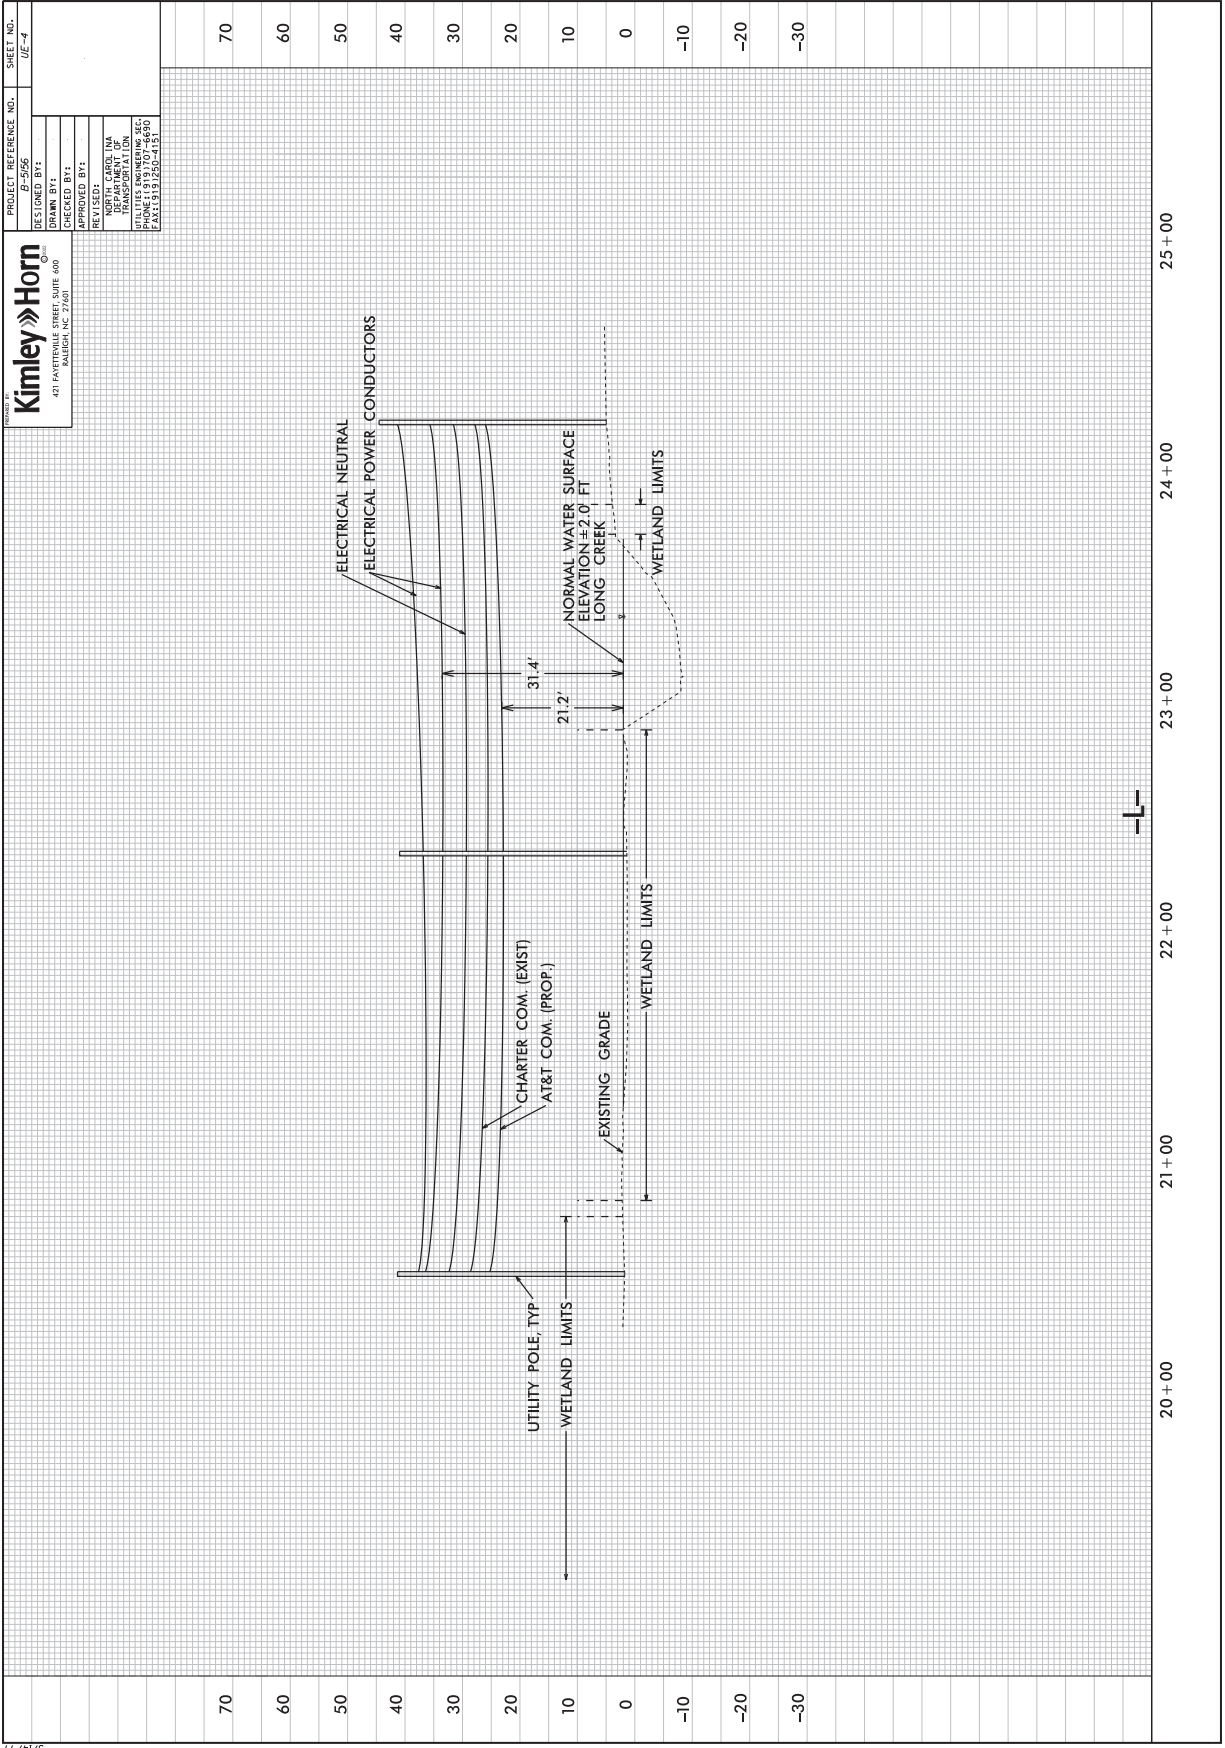 PROJECT REFERENCE NO.
SHEET NO.
B-5156
UE-4
DESIGNED BY:
DRAWN BY:
CHECKED BY:
APPROVED BY:
REVISED:
NORTH CAROLINA
DEPARTMENT OF
TRANSPORTATION
UTILITIES ENGINEERING SEC.
PHONE:(919)707-6690
FAX:(919)250-4151
PREPARED BY
Kimley»Horn
421 FAYETTEVILLE STREET, SUITE 600
RALEIGH, NC 27601
70
60
50
40
30
20
10
0
-10
-20
-30
70
60
50
40
30
20
10
0
-10
-20
-30
ELECTRICAL NEUTRAL
ELECTRICAL POWER CONDUCTORS
NORMAL WATER SURFACE
ELEVATION ±2.0' FT
LONG CREEK
WETLAND LIMITS
31.4'
21.2'
CHARTER COM. (EXIST)
AT&T COM. (PROP.)
EXISTING GRADE
WETLAND LIMITS
UTILITY POLE, TYP
WETLAND LIMITS
20+00
21+00
22+00
23+00
24+00
25+00
-L-